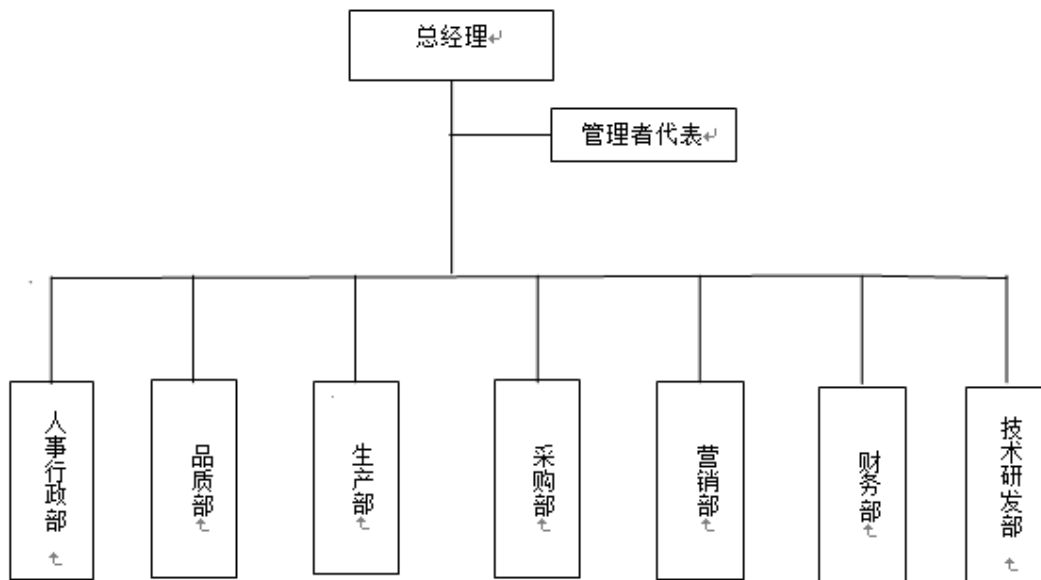 总经理
管理者代表
人事行政部
品质部
生产部
采购部
营销部
财务部
技术研发部